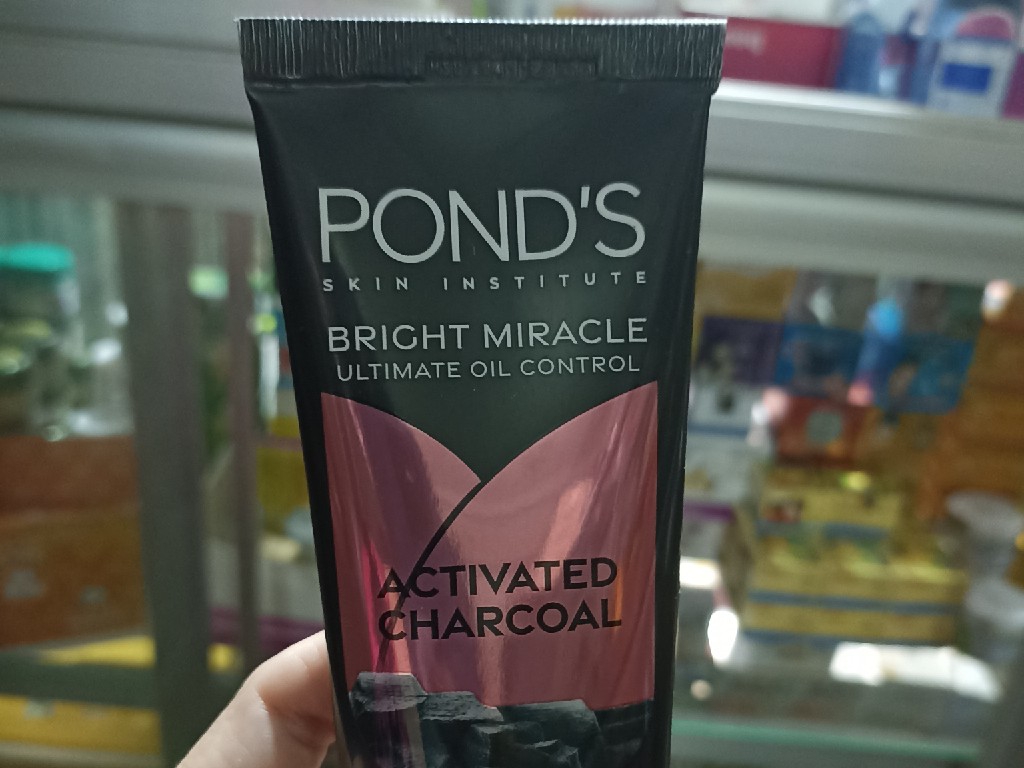 POND'S
SKIN INSTITUTE
BRIGHT MIRACLE
ULTIMATE OIL CONTROL
ACTIVATED
CHARCOAL